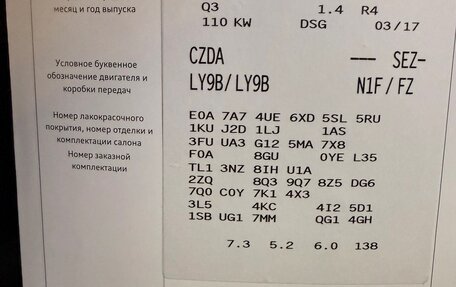 месяц и год выпуска
Q3 1.4 R4
110 KW DSG 03/17
Условное буквенное
обозначение двигателя и
коробки передач
CZDA --- SEZ-
LY9B/LY9B N1F/FZ
Номер лакокрасочного
покрытия, номер отделки и
комплектации салона
Номер заказной
комплектации
E0A 7A7 4UE 6XD 5SL 5RU
1KU J2D 1LJ 1AS
3FU UA3 G12 5MA 7X8
F0A 8GU 0YE L35
TL1 3NZ 8IH U1A
2ZQ 8Q3 9Q7 8Z5 DG6
7Q0 C0Y 7K1 4X3
3L5 4KC 4I2 5D1
1SB UG1 7MM QG1 4GH
7.3 5.2 6.0 138